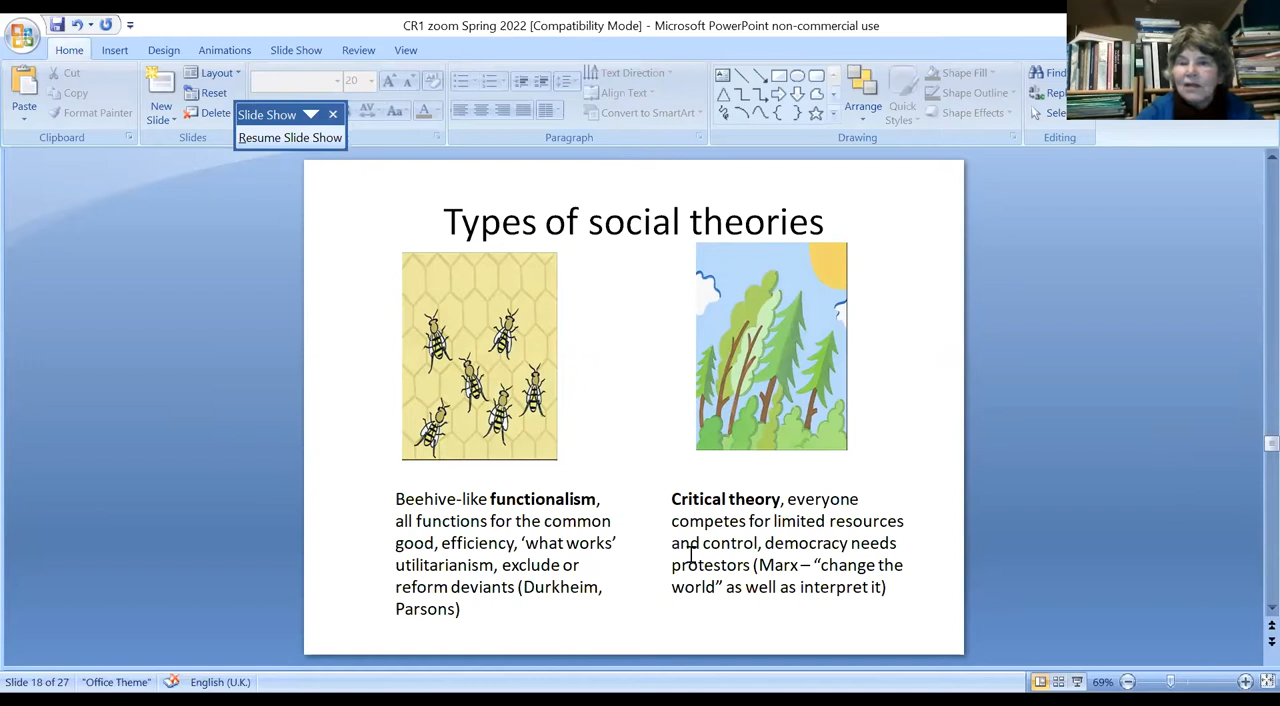 CR1 zoom Spring 2022 [Compatibility Mode] - Microsoft PowerPoint non-commercial use
Home Insert Design Animations Slide Show Review View
Paste
Cut
Copy
Format Painter
Clipboard
New
Slide
Layout
Reset
Delete
Slides
Slide Show
Resume Slide Show
20
Aa
A
Text Direction
Align Text
Convert to SmartArt
Paragraph
Arrange
Quick
Styles
Shape Fill
Shape Outline
Shape Effects
Drawing
Find
Editing
Types of social theories
Beehive-like functionalism,
all functions for the common
good, efficiency, ‘what works’
utilitarianism, exclude or
reform deviants (Durkheim,
Parsons)
Critical theory, everyone
competes for limited resources
and control, democracy needs
protestors (Marx – “change the
world” as well as interpret it)
Slide 18 of 27 "Office Theme" English (U.K.) 69%